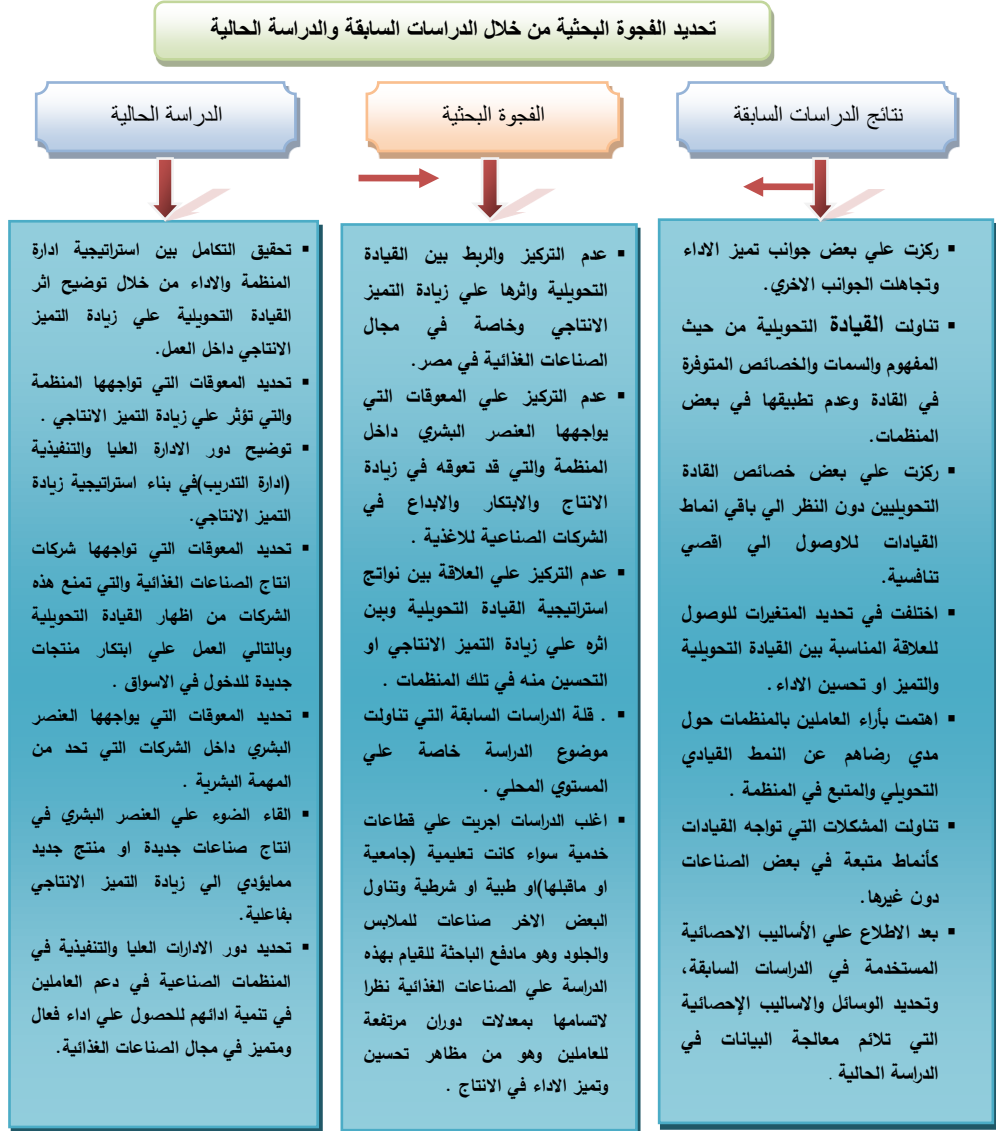 تحديد الفجوة البحثية من خلال الدراسات السابقة والدراسة الحالية
نتائج الدراسات السابقة
▪ ركزت علي بعض جوانب تميز الاداء
وتجاهلت الجوانب الاخري.
▪ تناولت القيادة التحويلية من حيث
المفهوم والسمات والخصائص المتوفرة
في القادة وعدم تطبيقها في بعض
المنظمات.
▪ ركزت علي بعض خصائص القادة
التحويليين دون النظر الي باقي انماط
القيادات للاوصول الي اقصي
تنافسية.
▪ اختلفت في تحديد المتغيرات للوصول
للعلاقة المناسبة بين القيادة التحويلية
والتميز او تحسين الاداء .
▪ اهتمت بأراء العاملين بالمنظمات حول
مدي رضاهم عن النمط القيادي
التحويلي والمتبع في المنظمة .
▪ تناولت المشكلات التي تواجه القيادات
كأنماط متبعة في بعض الصناعات
دون غيرها.
▪ بعد الاطلاع علي الأساليب الاحصائية
المستخدمة في الدراسات السابقة،
وتحديد الوسائل والاساليب الإحصائية
التي تلائم معالجة البيانات في
الدراسة الحالية .
الفجوة البحثية
▪ عدم التركيز والربط بين القيادة
التحويلية واثرها علي زيادة التميز
الانتاجي وخاصة في مجال
الصناعات الغذائية في مصر.
▪ عدم التركيز علي المعوقات التي
يواجهها العنصر البشري داخل
المنظمة والتي قد تعوقه في زيادة
الانتاج والابتكار والابداع في
الشركات الصناعية للاغذية .
▪ عدم التركيز علي العلاقة بين نواتج
استراتيجية القيادة التحويلية وبين
اثره علي زيادة التميز الانتاجي او
التحسين منه في تلك المنظمات .
▪ . قلة الدراسات السابقة التي تناولت
موضوع الدراسة خاصة علي
المستوي المحلي .
▪ اغلب الدراسات اجريت علي قطاعات
خدمية سواء كانت تعليمية (جامعية
او ماقبلها)او طبية او شرطية وتناول
البعض الاخر صناعات للملابس
والجلود وهو مادفع الباحثة للقيام بهذه
الدراسة علي الصناعات الغذائية نظرا
لاتسامها بمعدلات دوران مرتفعة
للعاملين وهو من مظاهر تحسين
وتميز الاداء في الانتاج .
الدراسة الحالية
▪ تحقيق التكامل بين استراتيجية ادارة
المنظمة والاداء من خلال توضيح اثر
القيادة التحويلية علي زيادة التميز
الانتاجي داخل العمل.
▪ تحديد المعوقات التي تواجهها المنظمة
والتي تؤثر علي زيادة التميز الانتاجي .
▪ توضيح دور الادارة العليا والتنفيذية
(ادارة التدريب)في بناء استراتيجية زيادة
التميز الانتاجي.
▪ تحديد المعوقات التي تواجهها شركات
انتاج الصناعات الغذائية والتي تمنع هذه
الشركات من اظهار القيادة التحويلية
وبالتالي العمل علي ابتكار منتجات
جديدة للدخول في الاسواق .
▪ تحديد المعوقات التي يواجهها العنصر
البشري داخل الشركات التي تحد من
المهمة البشرية .
▪ القاء الضوء علي العنصر البشري في
انتاج صناعات جديدة او منتج جديد
ممايؤدي الي زيادة التميز الانتاجي
بفاعلية.
▪ تحديد دور الادارات العليا والتنفيذية في
المنظمات الصناعية في دعم العاملين
في تنمية ادائهم للحصول علي اداء فعال
ومتميز في مجال الصناعات الغذائية.